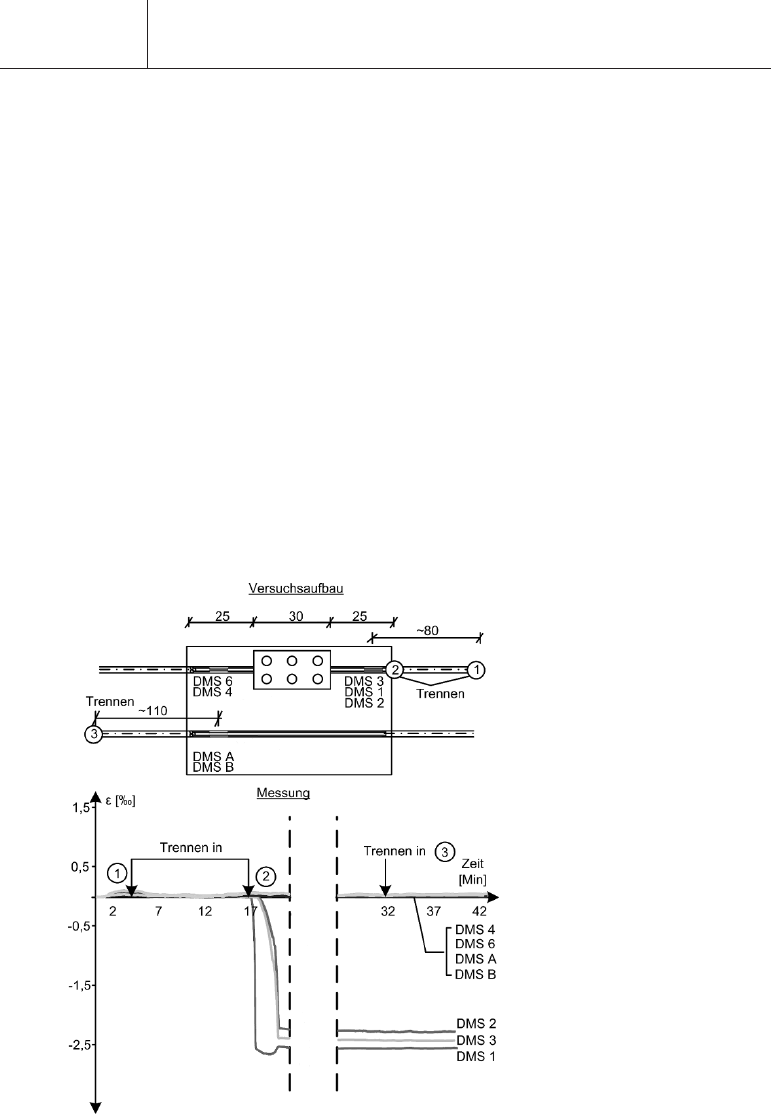 Versuchsaufbau
25 30 25
~80
DMS 6 DMS 3 2 1
DMS 4 DMS 1 Trennen
DMS 2
Trennen
~110
3
DMS A
DMS B
Messung
ε [‰]
1,5
Trennen in Trennen in 3
0,5 1 2 Zeit
[Min]
2 7 12 17 32 37 42
-0,5 DMS 4
DMS 6
DMS A
DMS B
-1,5
DMS 2
-2,5 DMS 3
DMS 1